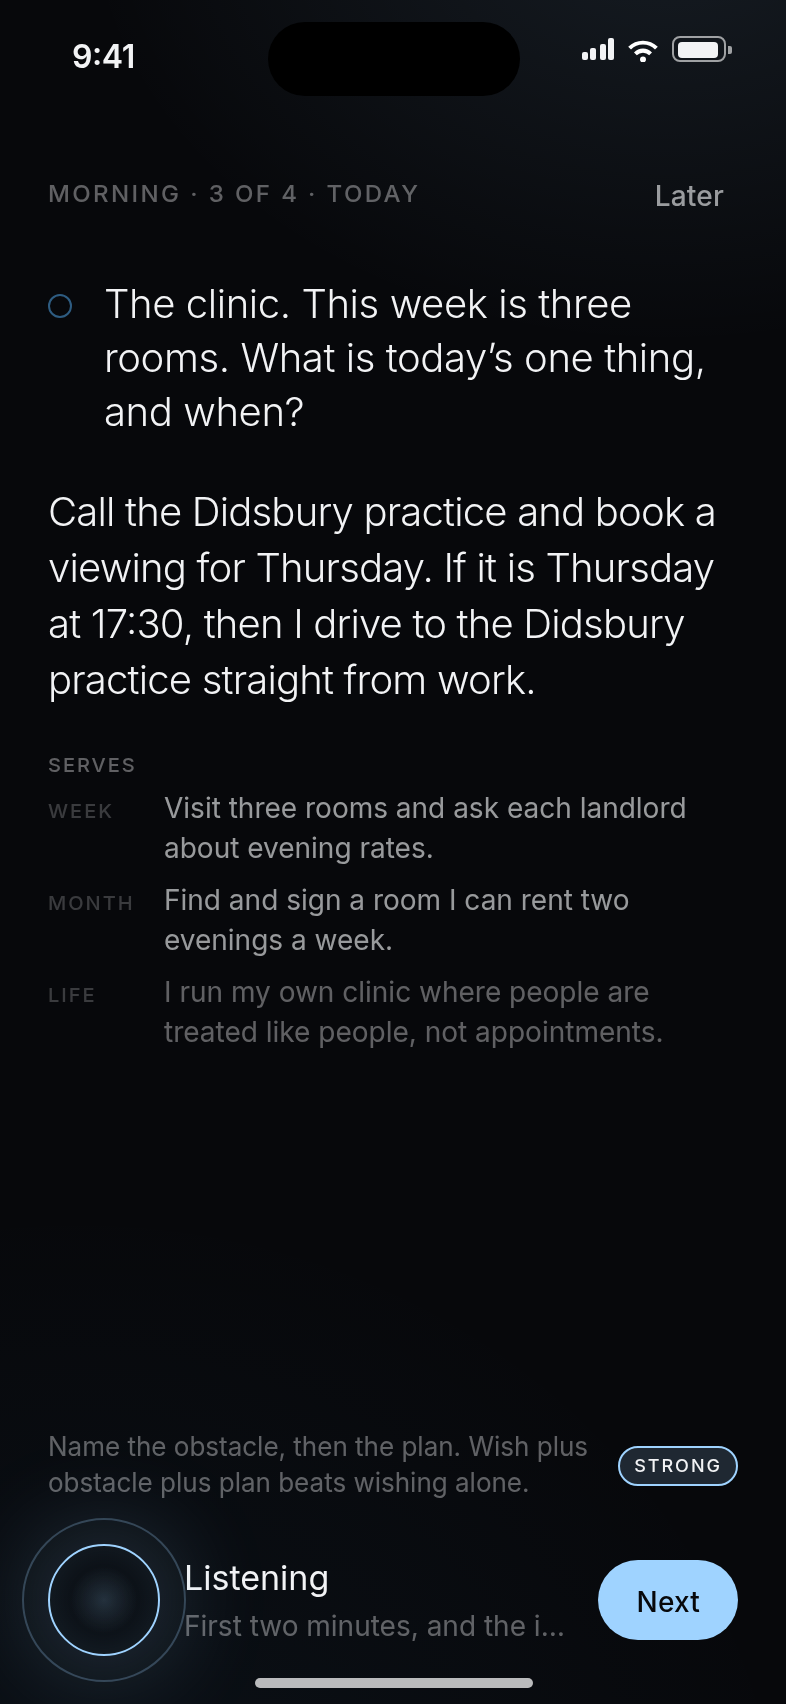 9:41
MORNING · 3 OF 4 · TODAY
Later
The clinic. This week is three
rooms. What is today’s one thing,
and when?
Call the Didsbury practice and book a
viewing for Thursday. If it is Thursday
at 17:30, then I drive to the Didsbury
practice straight from work.
SERVES
WEEK
Visit three rooms and ask each landlord
about evening rates.
MONTH
Find and sign a room I can rent two
evenings a week.
LIFE
I run my own clinic where people are
treated like people, not appointments.
Name the obstacle, then the plan. Wish plus
obstacle plus plan beats wishing alone.
STRONG
Listening
First two minutes, and the i…
Next